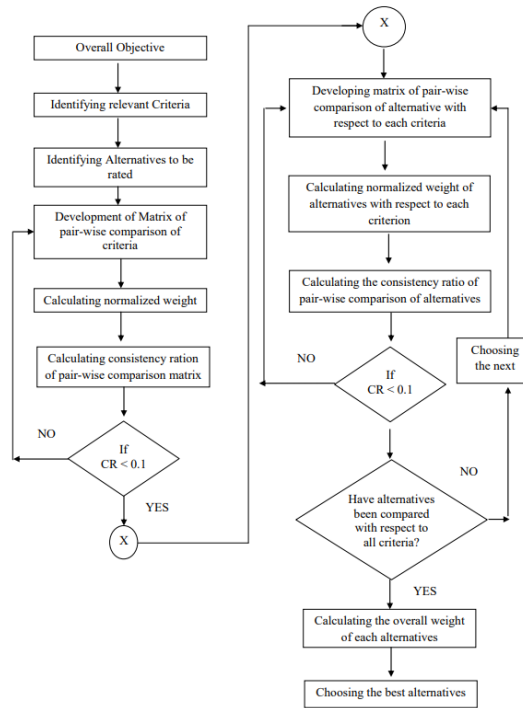 Overall Objective
Identifying relevant Criteria
Identifying Alternatives to be
rated
Development of Matrix of
pair-wise comparison of
criteria
Calculating normalized weight
Calculating consistency ration
of pair-wise comparison matrix
NO
If
CR < 0.1
YES
X
X
Developing matrix of pair-wise
comparison of alternative with
respect to each criteria
Calculating normalized weight of
alternatives with respect to each
criterion
Calculating the consistency ratio of
pair-wise comparison of alternatives
NO
If
CR < 0.1
Choosing
the next
NO
Have alternatives
been compared
with respect to
all criteria?
YES
Calculating the overall weight
of each alternatives
Choosing the best alternatives